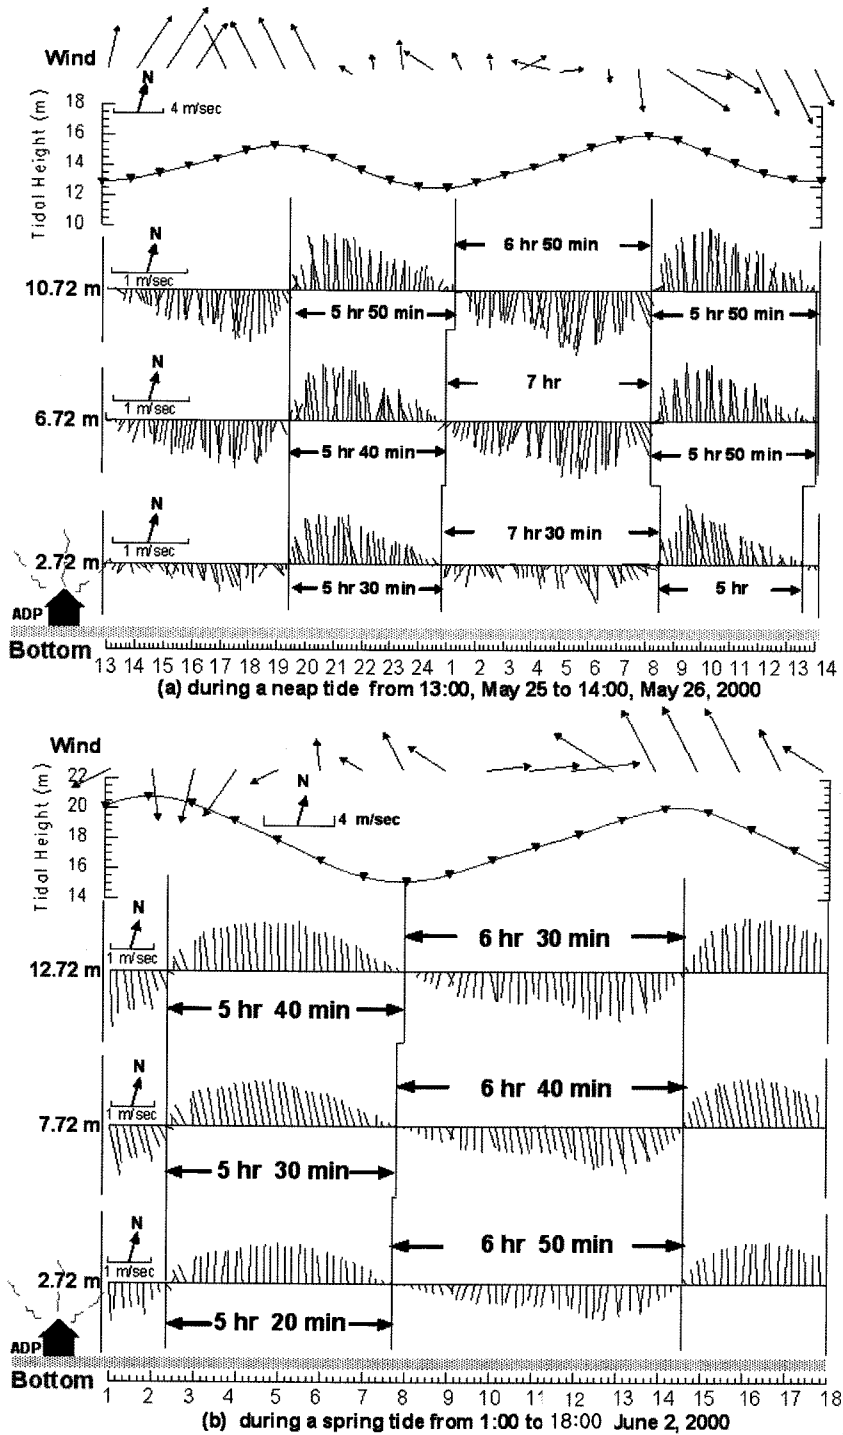 Wind
N
4 m/sec
Tidal Height (m)
18
16
14
12
10
N
1 m/sec
10.72 m
6 hr 50 min
5 hr 50 min
5 hr 50 min
N
1 m/sec
6.72 m
7 hr
5 hr 40 min
5 hr 50 min
N
1 m/sec
2.72 m
7 hr 30 min
5 hr 30 min
5 hr
ADP
Bottom
13 14 15 16 17 18 19 20 21 22 23 24 1 2 3 4 5 6 7 8 9 10 11 12 13 14
(a) during a neap tide from 13:00, May 25 to 14:00, May 26, 2000
Wind
N
4 m/sec
Tidal Height (m)
22
20
18
16
14
N
1 m/sec
12.72 m
6 hr 30 min
5 hr 40 min
N
1 m/sec
7.72 m
6 hr 40 min
5 hr 30 min
N
1 m/sec
2.72 m
6 hr 50 min
5 hr 20 min
ADP
Bottom
1 2 3 4 5 6 7 8 9 10 11 12 13 14 15 16 17 18
(b) during a spring tide from 1:00 to 18:00 June 2, 2000